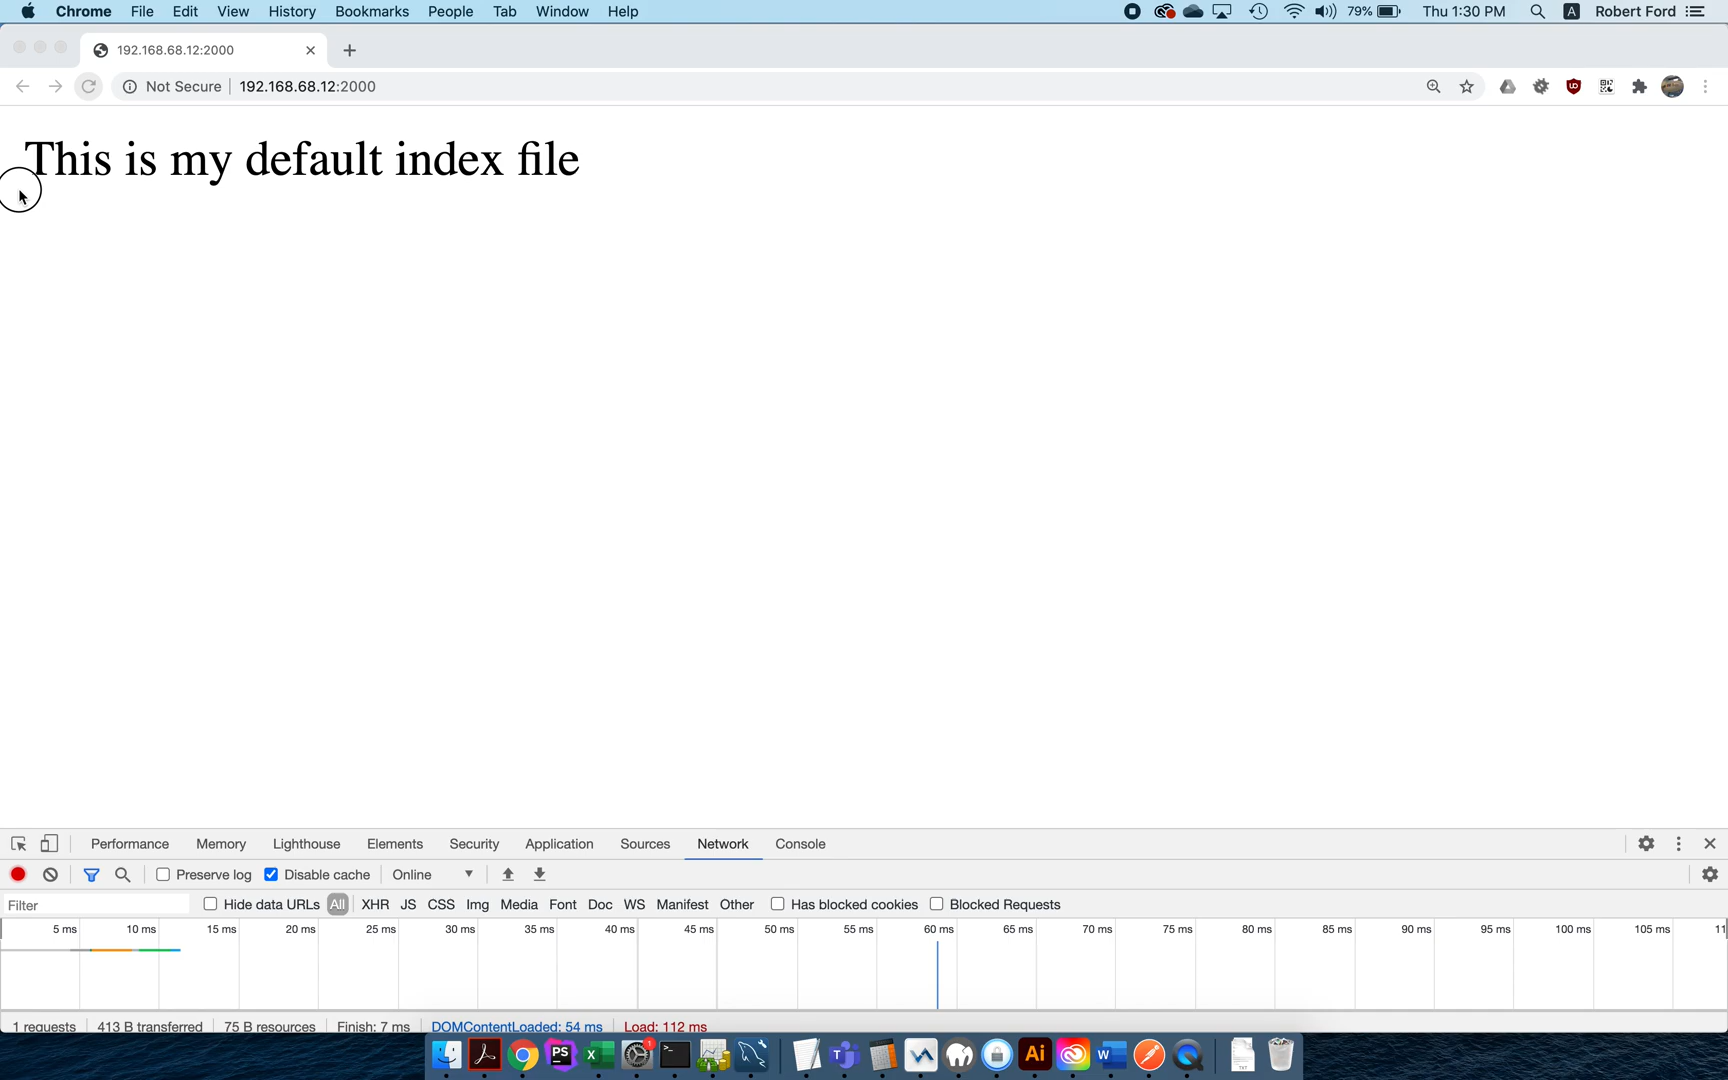 Chrome File Edit View History Bookmarks People Tab Window Help 79% Thu 1:30 PM A Robert Ford
192.168.68.12:2000
Not Secure 192.168.68.12:2000
This is my default index file
Performance Memory Lighthouse Elements Security Application Sources Network Console
Preserve log Disable cache Online
Filter Hide data URLs All XHR JS CSS Img Media Font Doc WS Manifest Other Has blocked cookies Blocked Requests
5 ms 10 ms 15 ms 20 ms 25 ms 30 ms 35 ms 40 ms 45 ms 50 ms 55 ms 60 ms 65 ms 70 ms 75 ms 80 ms 85 ms 90 ms 95 ms 100 ms 105 ms 11
1 requests 413 B transferred 75 B resources Finish: 7 ms DOMContentLoaded: 54 ms Load: 112 ms
PS X 1 T Ai W TXT